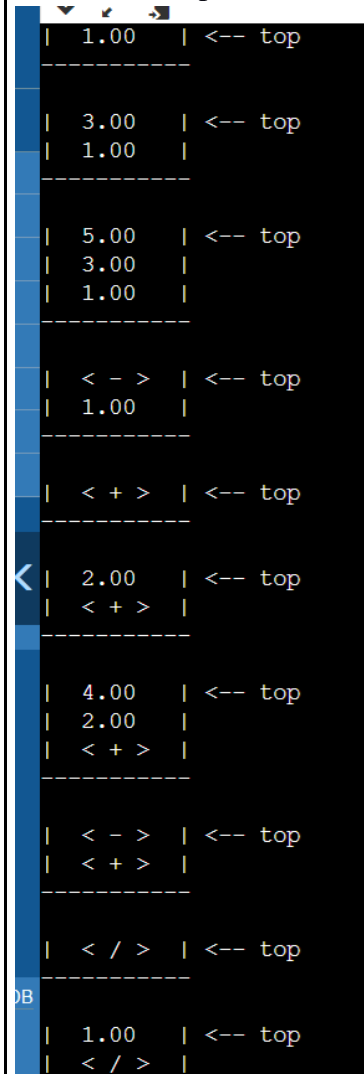 |  1.00   | <-- top
-----------
|  3.00   | <-- top
|  1.00   |
-----------
|  5.00   | <-- top
|  3.00   |
|  1.00   |
-----------
|  < - >  | <-- top
|  1.00   |
-----------
|  < + >  | <-- top
-----------
|  2.00   | <-- top
|  < + >  |
-----------
|  4.00   | <-- top
|  2.00   |
|  < + >  |
-----------
|  < - >  | <-- top
|  < + >  |
-----------
|  < / >  | <-- top
-----------
DB
|  1.00   | <-- top
|  < / >  |